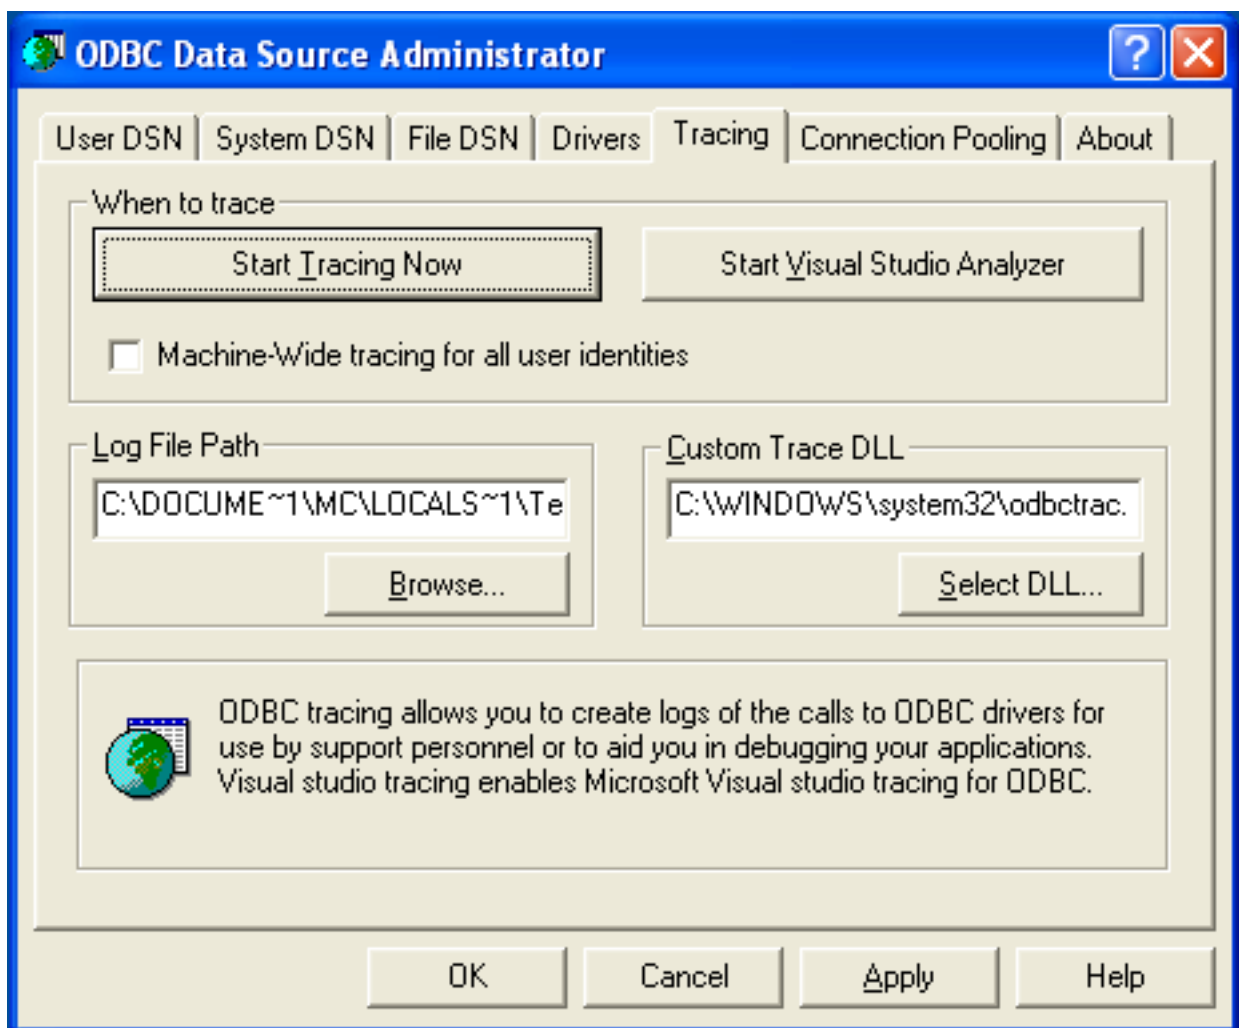 ODBC Data Source Administrator
User DSN System DSN File DSN Drivers Tracing Connection Pooling About
When to trace
Start Tracing Now Start Visual Studio Analyzer
Machine-Wide tracing for all user identities
Log File Path Custom Trace DLL
C:\DOCUME~1\MC\LOCALS~1\Te C:\WINDOWS\system32\odbctrac.
Browse... Select DLL...
ODBC tracing allows you to create logs of the calls to ODBC drivers for
use by support personnel or to aid you in debugging your applications.
Visual studio tracing enables Microsoft Visual studio tracing for ODBC.
OK Cancel Apply Help